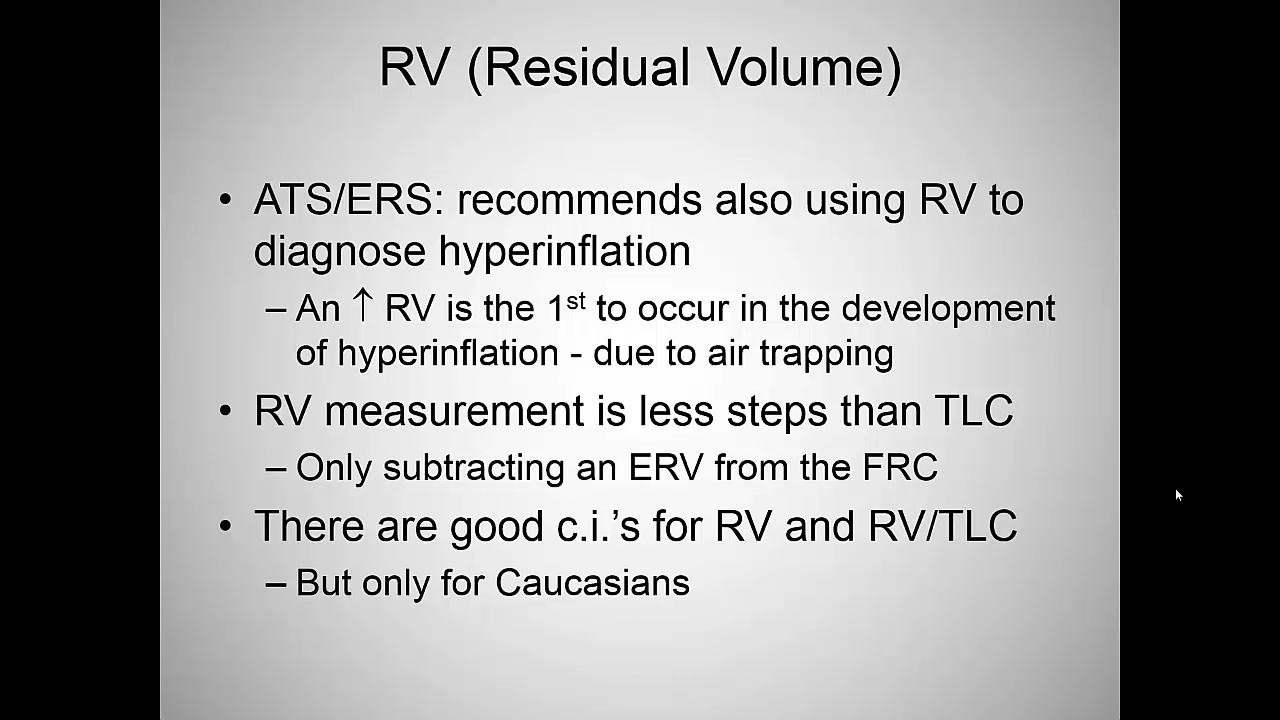 RV (Residual Volume)
• ATS/ERS: recommends also using RV to
diagnose hyperinflation
– An ↑ RV is the 1st to occur in the development
of hyperinflation - due to air trapping
• RV measurement is less steps than TLC
– Only subtracting an ERV from the FRC
• There are good c.i.’s for RV and RV/TLC
– But only for Caucasians